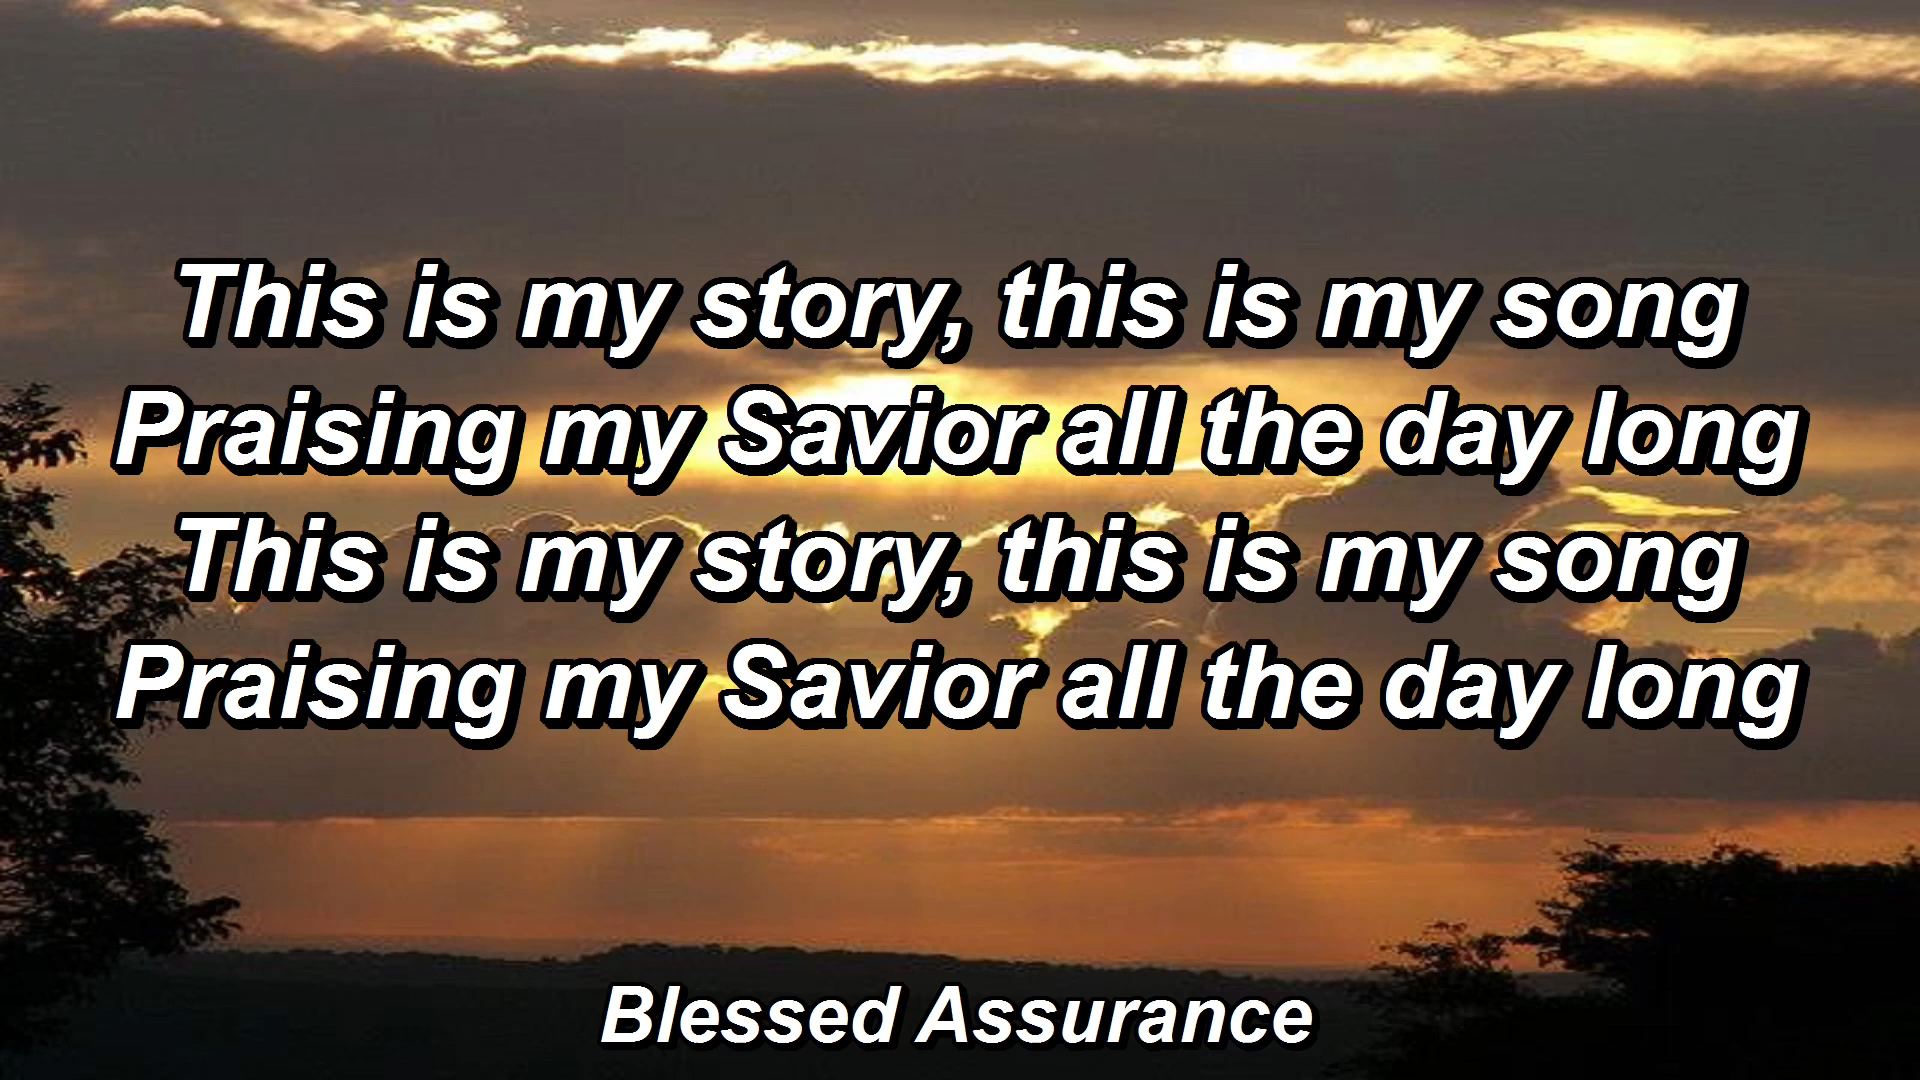 This is my story, this is my song
Praising my Savior all the day long
This is my story, this is my song
Praising my Savior all the day long
Blessed Assurance